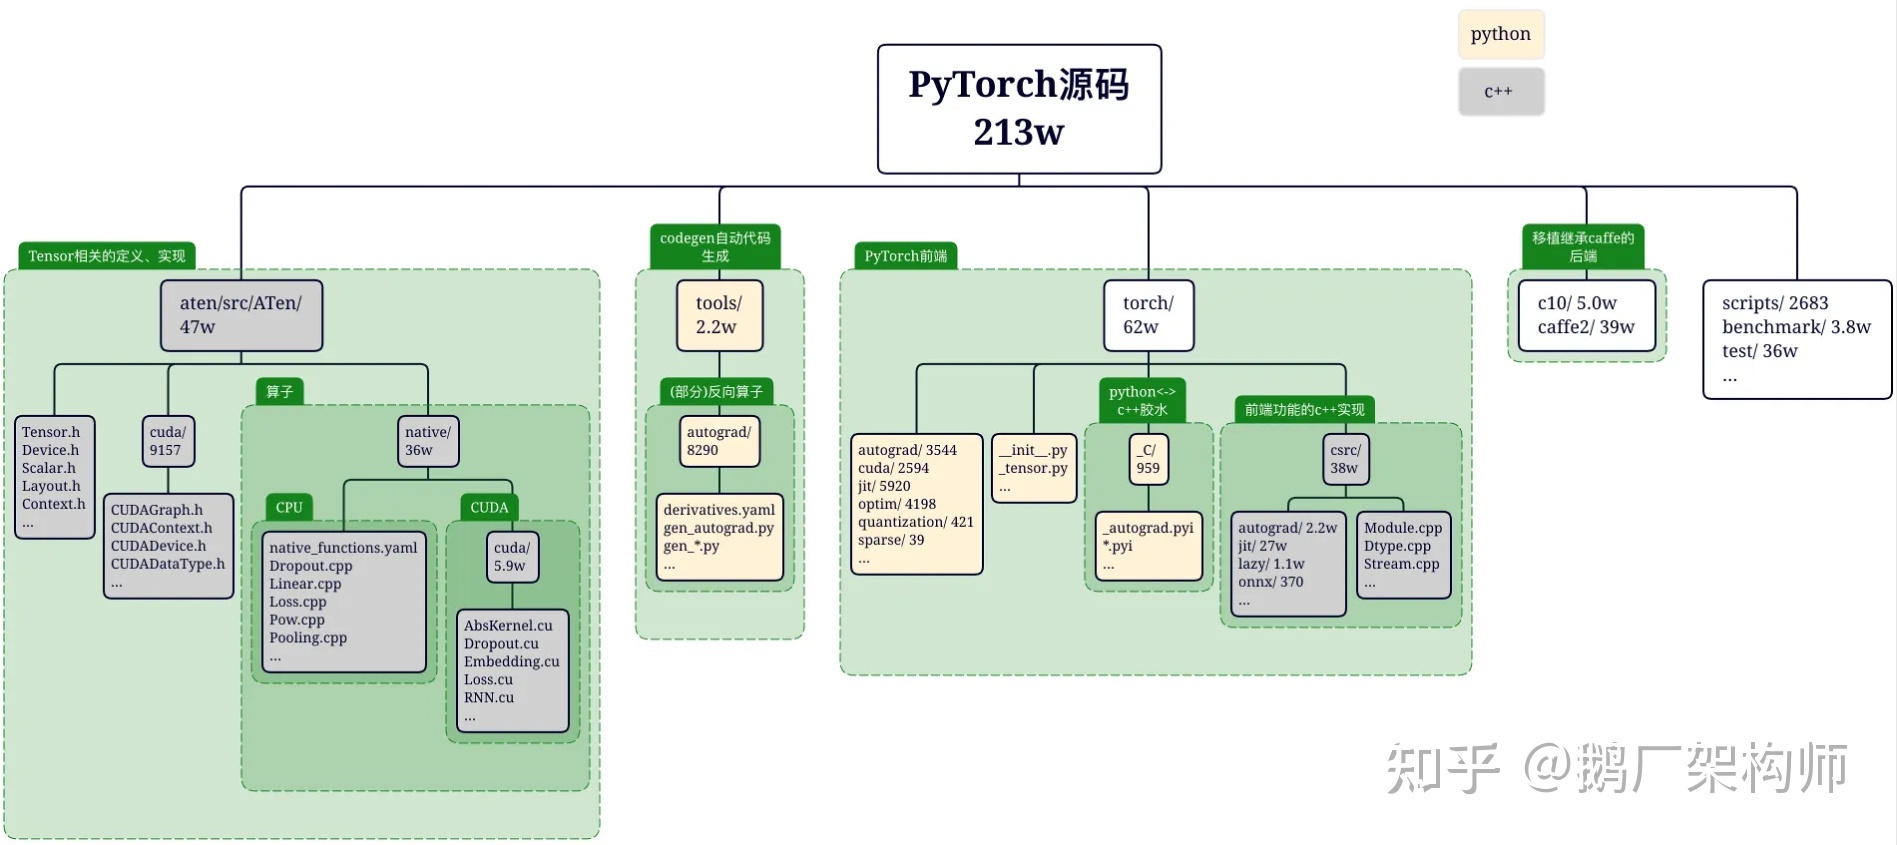 python
c++
PyTorch源码
213w
Tensor相关的定义、实现
aten/src/ATen/
47w
Tensor.h
Device.h
Scalar.h
Layout.h
Context.h
...
cuda/
9157
CUDAGraph.h
CUDAContext.h
CUDADevice.h
CUDADataType.h
...
算子
native/
36w
CPU
native_functions.yaml
Dropout.cpp
Linear.cpp
Loss.cpp
Pow.cpp
Pooling.cpp
...
CUDA
cuda/
5.9w
AbsKernel.cu
Dropout.cu
Embedding.cu
Loss.cu
RNN.cu
...
codegen自动代码
生成
tools/
2.2w
(部分)反向算子
autograd/
8290
derivatives.yaml
gen_autograd.py
gen_*.py
...
PyTorch前端
torch/
62w
autograd/ 3544
cuda/ 2594
jit/ 5920
optim/ 4198
quantization/ 421
sparse/ 39
...
__init__.py
_tensor.py
...
python<->
c++胶水
_C/
959
_autograd.pyi
*.pyi
...
前端功能的c++实现
csrc/
38w
autograd/ 2.2w
jit/ 27w
lazy/ 1.1w
onnx/ 370
...
Module.cpp
Dtype.cpp
Stream.cpp
...
移植继承caffe的
后端
c10/ 5.0w
caffe2/ 39w
scripts/ 2683
benchmark/ 3.8w
test/ 36w
...
知乎 @鹅厂架构师